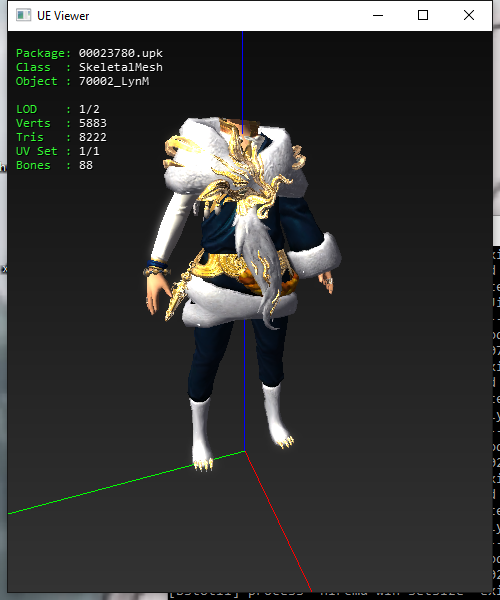 UE Viewer
Package: 00023780.upk
Class : SkeletalMesh
Object : 70002_LynM
LOD : 1/2
Verts : 5883
Tris : 8222
UV Set : 1/1
Bones : 88